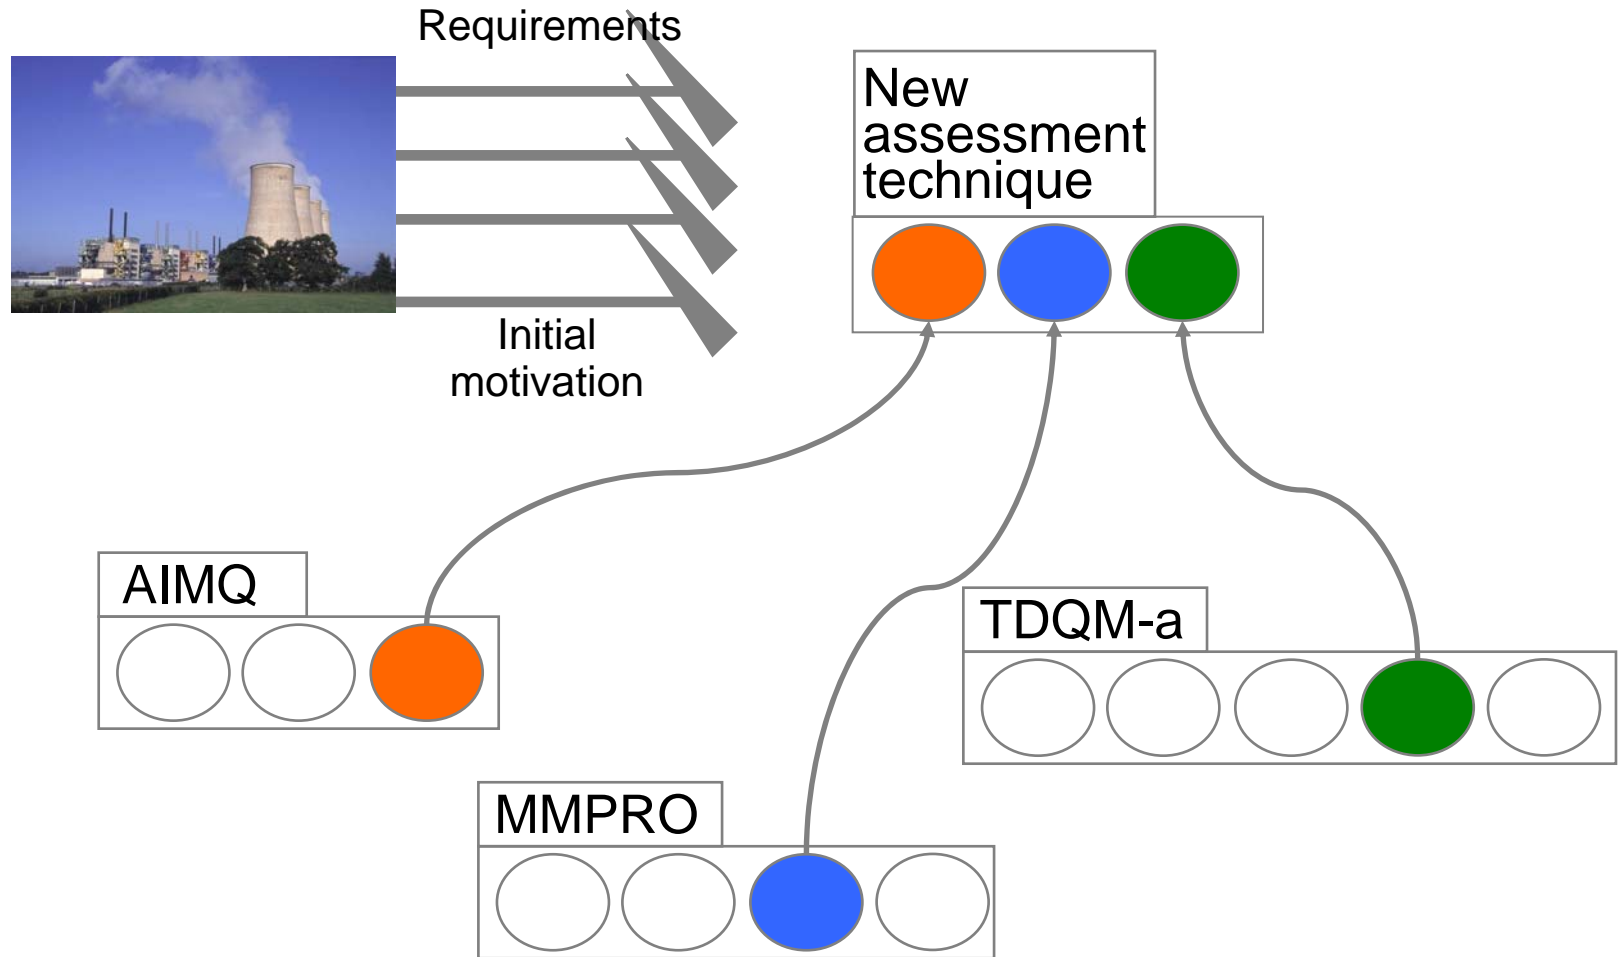 Requirements
New
assessment
technique
Initial
motivation
AIMQ
TDQM-a
MMPRO